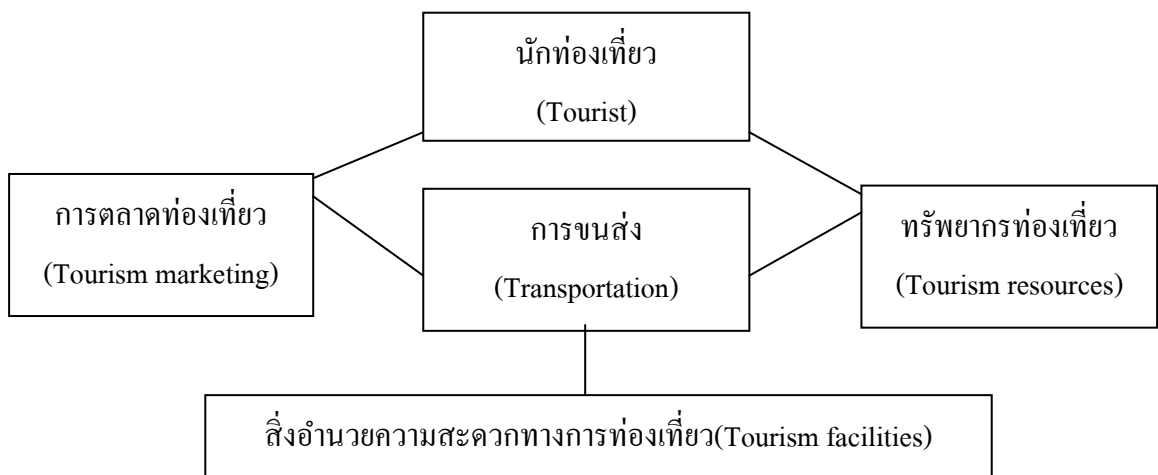 นักท่องเที่ยว
(Tourist)
การตลาดท่องเที่ยว
(Tourism marketing)
การขนส่ง
(Transportation)
ทรัพยากรท่องเที่ยว
(Tourism resources)
สิ่งอำนวยความสะดวกทางการท่องเที่ยว(Tourism facilities)